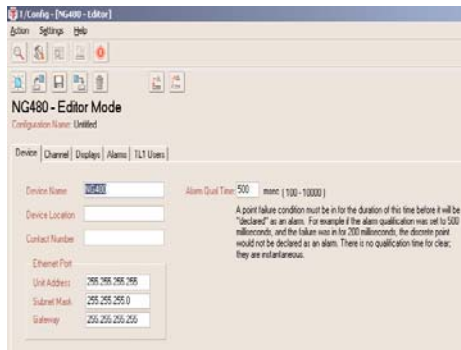 T/Config - [NG480 - Editor]
Action Settings Help
NG480 - Editor Mode
Configuration Name: Untitled
Device Channel Displays Alarms TL1 Users
Device Name NG480
Device Location
Contact Number
Ethernet Port
Unit Address 255.255.255.255
Subnet Mask 255.255.255.0
Gateway 255.255.255.255
Alarm Qual Time: 500 msec ( 100 - 10000 )
A point failure condition must be in for the duration of this time before it will be
"declared" as an alarm. For example if the alarm qualification was set to 500
milliseconds, and the failure was in for 200 milliseconds, the discrete point
would not be declared as an alarm. There is no qualification time for clear;
they are instantaneous.